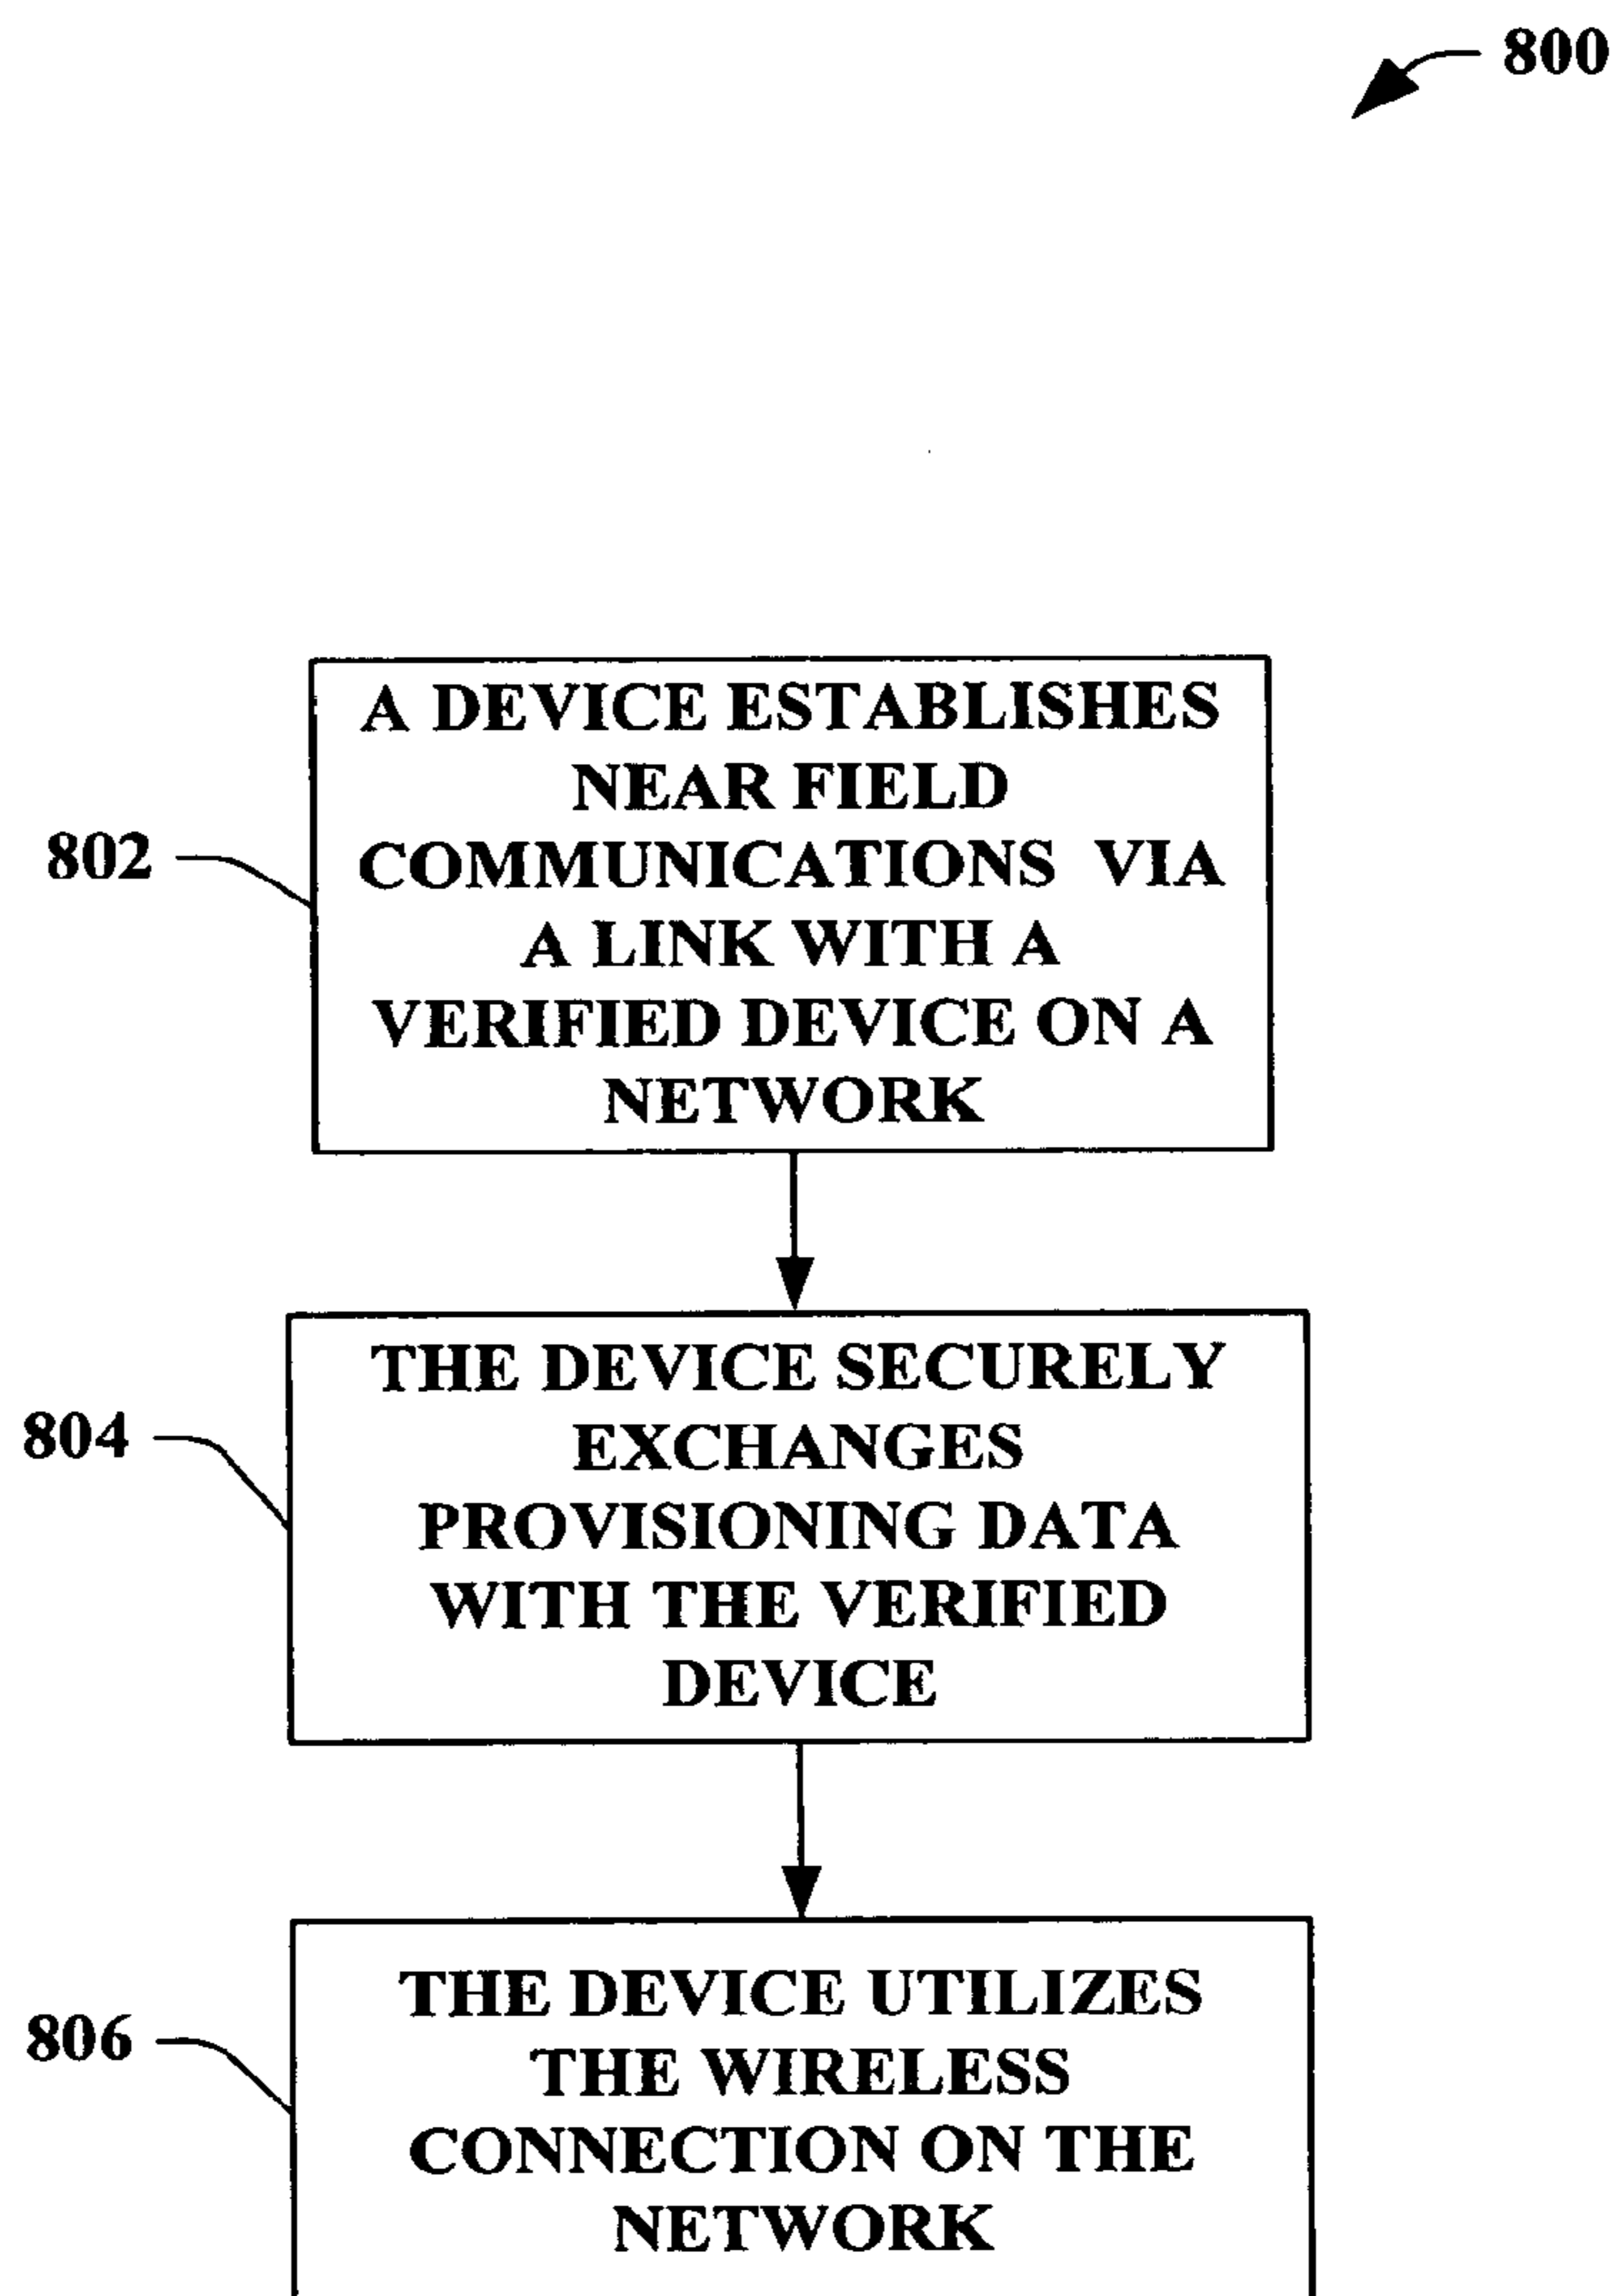 800
A DEVICE ESTABLISHES
NEAR FIELD
COMMUNICATIONS VIA
A LINK WITH A
VERIFIED DEVICE ON A
NETWORK
802
THE DEVICE SECURELY
EXCHANGES
PROVISIONING DATA
WITH THE VERIFIED
DEVICE
804
THE DEVICE UTILIZES
THE WIRELESS
CONNECTION ON THE
NETWORK
806